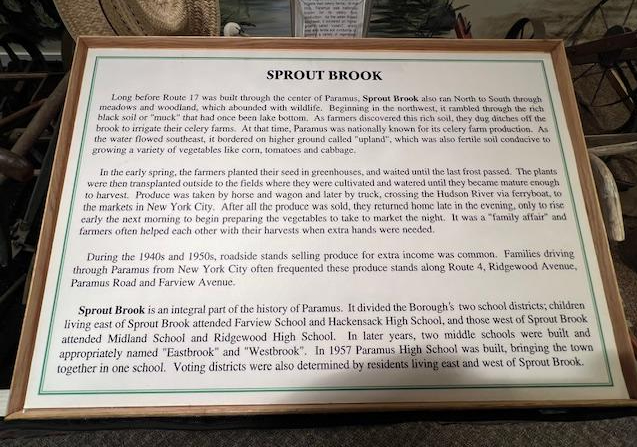 SPROUT BROOK
Long before Route 17 was built through the center of Paramus, Sprout Brook also ran North to South through
meadows and woodland, which abounded with wildlife. Beginning in the northwest, it rambled through the rich
black soil or "muck" that had once been lake bottom. As farmers discovered this rich soil, they dug ditches off the
brook to irrigate their celery farms. At that time, Paramus was nationally known for its celery farm production. As
the water flowed southeast, it bordered on higher ground called "upland", which was also fertile soil conducive to
growing a variety of vegetables like corn, tomatoes and cabbage.
In the early spring, the farmers planted their seed in greenhouses, and waited until the last frost passed. The plants
were then transplanted outside to the fields where they were cultivated and watered until they became mature enough
to harvest. Produce was taken by horse and wagon and later by truck, crossing the Hudson River via ferryboat, to
the markets in New York City. After all the produce was sold, they returned home late in the evening, only to rise
early the next morning to begin preparing the vegetables to take to market the night. It was a "family affair" and
farmers often helped each other with their harvests when extra hands were needed.
During the 1940s and 1950s, roadside stands selling produce for extra income was common. Families driving
through Paramus from New York City often frequented these produce stands along Route 4, Ridgewood Avenue,
Paramus Road and Farview Avenue.
Sprout Brook is an integral part of the history of Paramus. It divided the Borough's two school districts; children
living east of Sprout Brook attended Farview School and Hackensack High School, and those west of Sprout Brook
attended Midland School and Ridgewood High School. In later years, two middle schools were built and
appropriately named "Eastbrook" and "Westbrook". In 1957 Paramus High School was built, bringing the town
together in one school. Voting districts were also determined by residents living east and west of Sprout Brook.